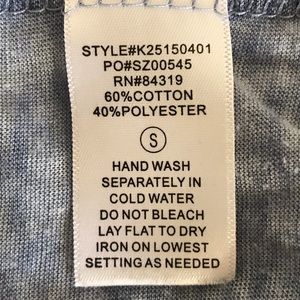 STYLE#K25150401
PO#SZ00545
RN#84319
60%COTTON
40%POLYESTER
S
HAND WASH
SEPARATELY IN
COLD WATER
DO NOT BLEACH
LAY FLAT TO DRY
IRON ON LOWEST
SETTING AS NEEDED